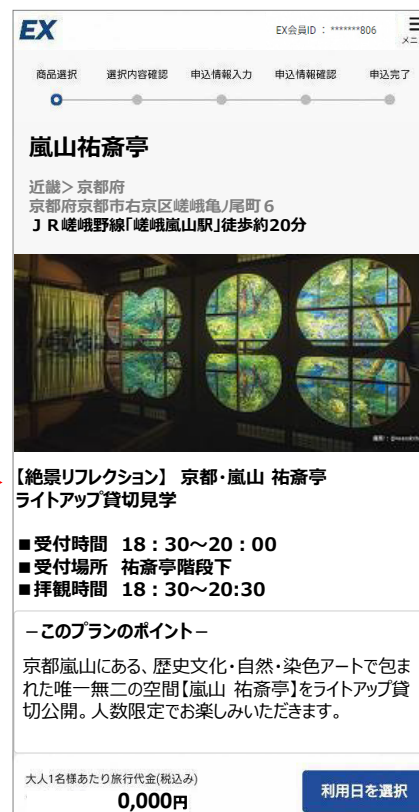 EX
EX会員ID : *******806
メニ
商品選択 選択内容確認 申込情報入力 申込情報確認 申込完了
嵐山祐斎亭
近畿＞京都府
京都府京都市右京区嵯峨亀ノ尾町６
ＪＲ嵯峨野線｢嵯峨嵐山駅｣徒歩約20分
【絶景リフレクション】 京都・嵐山 祐斎亭
ライトアップ貸切見学
■受付時間 18：30～20：00
■受付場所 祐斎亭階段下
■拝観時間 18：30～20:30
－このプランのポイント－
京都嵐山にある、歴史文化・自然・染色アートで包ま
れた唯一無二の空間【嵐山 祐斎亭】をライトアップ貸
切公開。人数限定でお楽しみいただきます。
大人1名様あたり旅行代金(税込み)
0,000円
利用日を選択